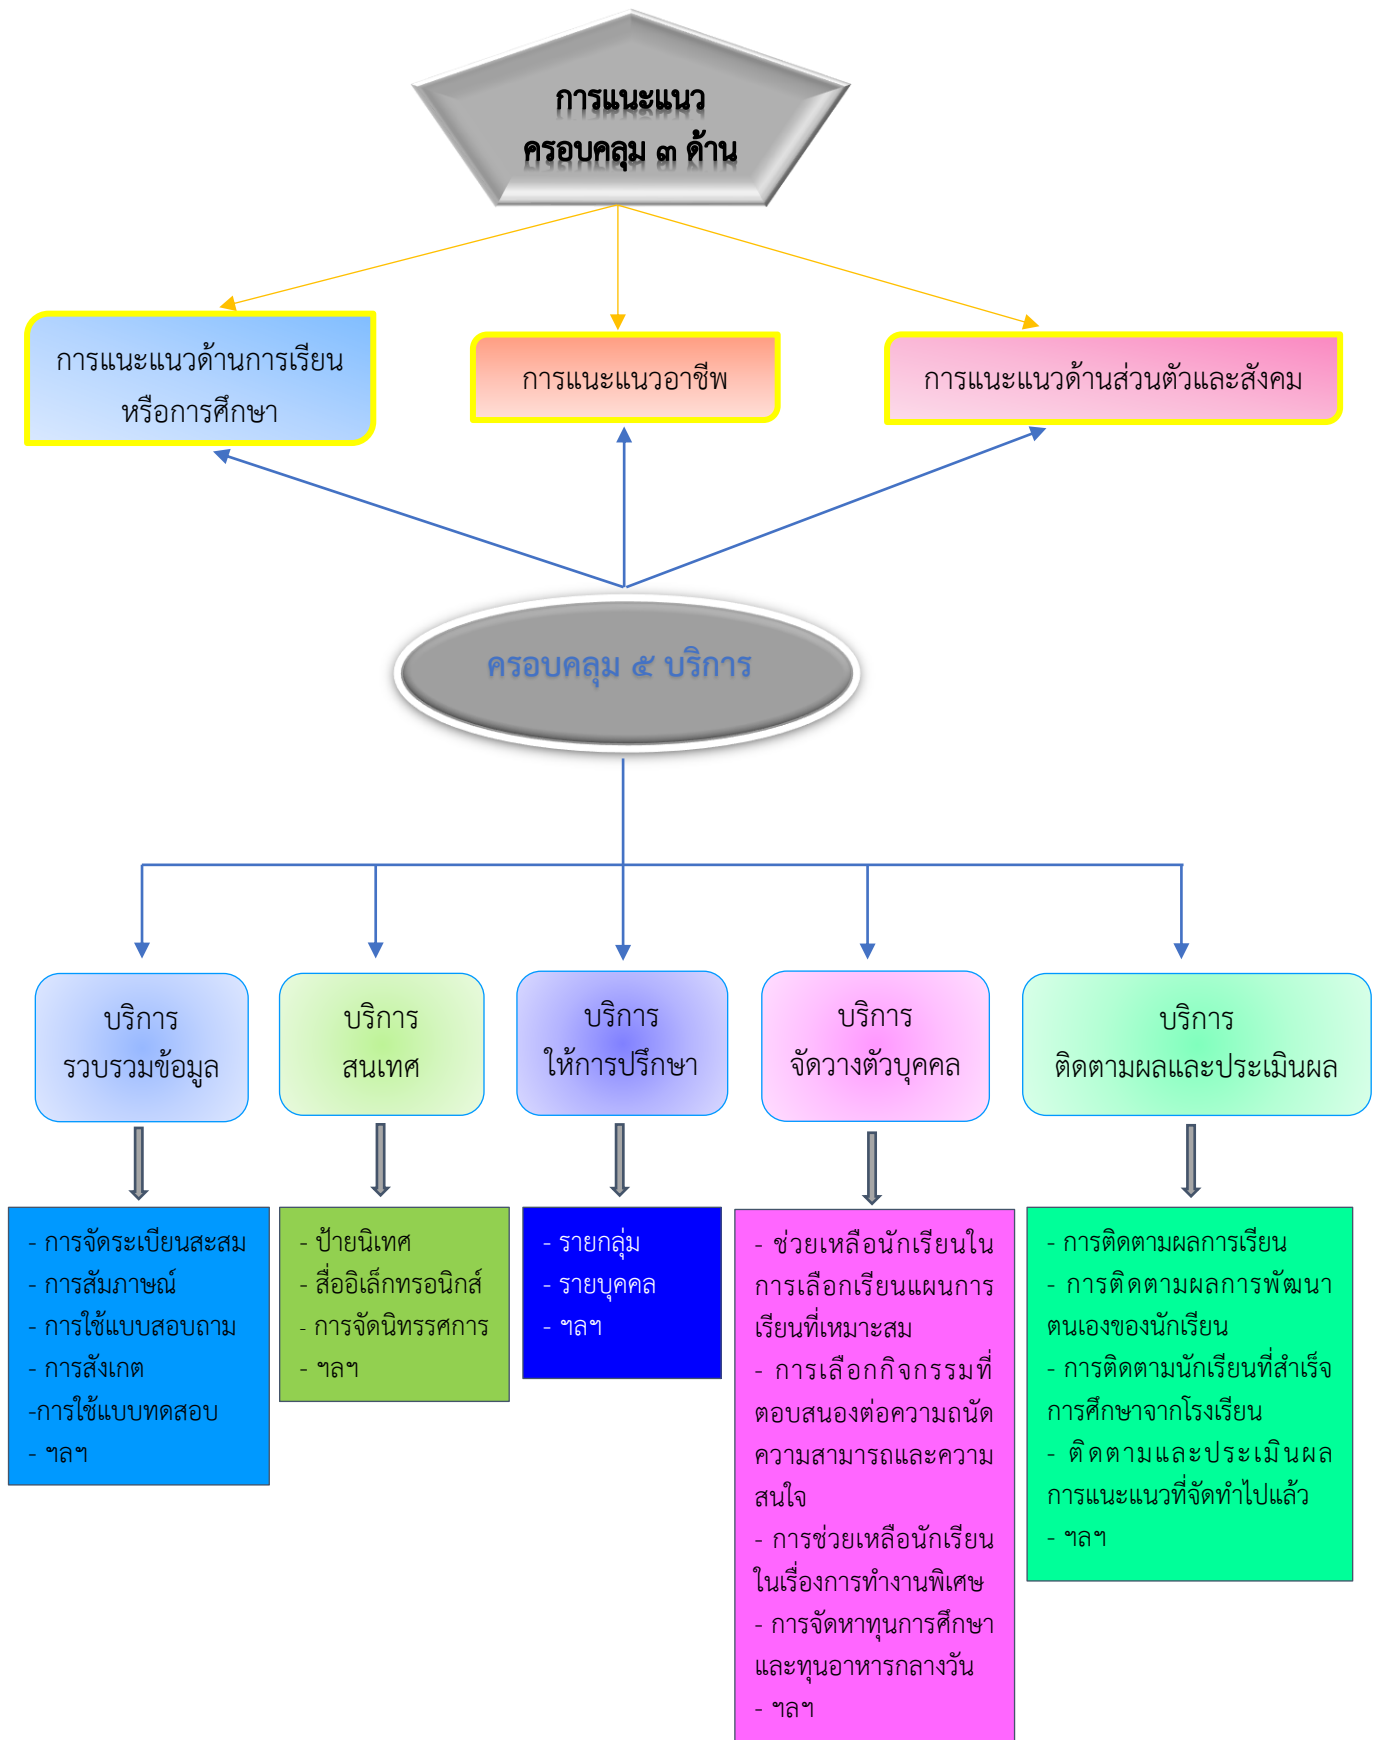 การแนะแนว
ครอบคลุม ๓ ด้าน
การแนะแนวด้านการเรียน
หรือการศึกษา
การแนะแนวอาชีพ
การแนะแนวด้านส่วนตัวและสังคม
ครอบคลุม ๕ บริการ
บริการ
รวบรวมข้อมูล
บริการ
สนเทศ
บริการ
ให้การปรึกษา
บริการ
จัดวางตัวบุคคล
บริการ
ติดตามผลและประเมินผล
- การจัดระเบียนสะสม
- การสัมภาษณ์
- การใช้แบบสอบถาม
- การสังเกต
-การใช้แบบทดสอบ
- ฯลฯ
- ป้ายนิเทศ
- สื่ออิเล็กทรอนิกส์
- การจัดนิทรรศการ
- ฯลฯ
- รายกลุ่ม
- รายบุคคล
- ฯลฯ
- ช่วยเหลือนักเรียนใน
การเลือกเรียนแผนการ
เรียนที่เหมาะสม
- การเลือกกิจกรรมที่
ตอบสนองต่อความถนัด
ความสามารถและความ
สนใจ
- การช่วยเหลือนักเรียน
ในเรื่องการทำงานพิเศษ
- การจัดหาทุนการศึกษา
และทุนอาหารกลางวัน
- ฯลฯ
- การติดตามผลการเรียน
- การติดตามผลการพัฒนา
ตนเองของนักเรียน
- การติดตามนักเรียนที่สำเร็จ
การศึกษาจากโรงเรียน
- ติดตามและประเมินผล
การแนะแนวที่จัดทำไปแล้ว
- ฯลฯ